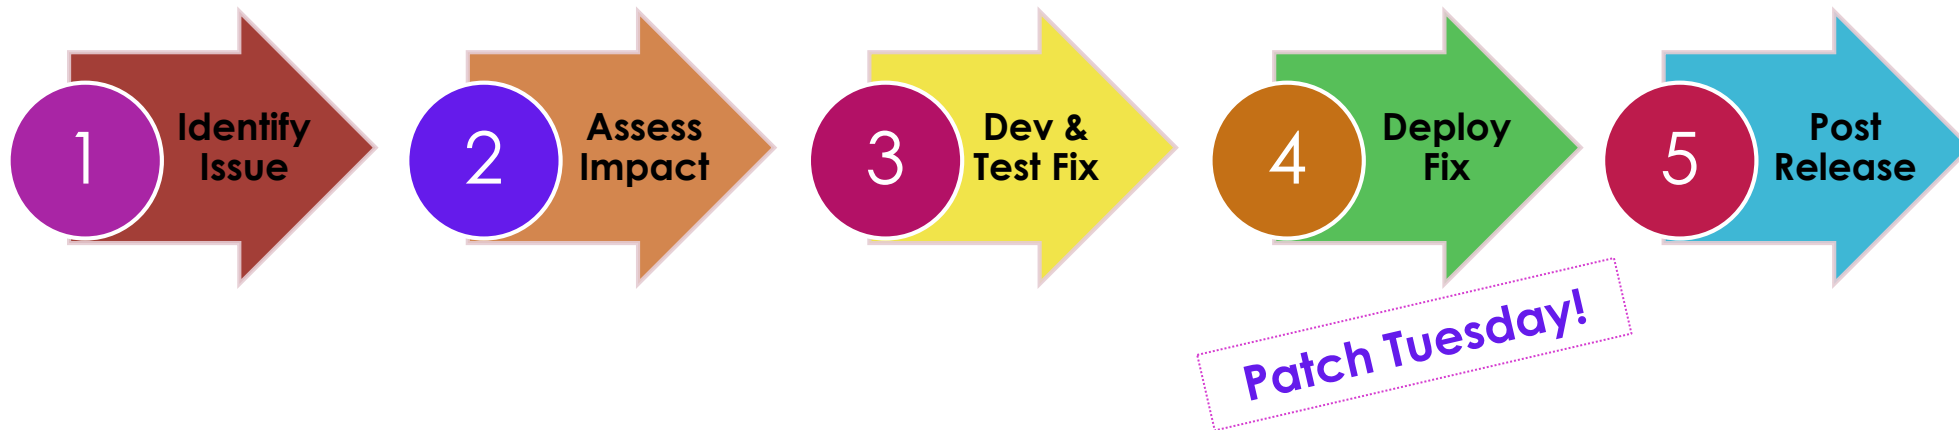 1
Identify
Issue
2
Assess
Impact
3
Dev &
Test Fix
4
Deploy
Fix
5
Post
Release
Patch Tuesday!